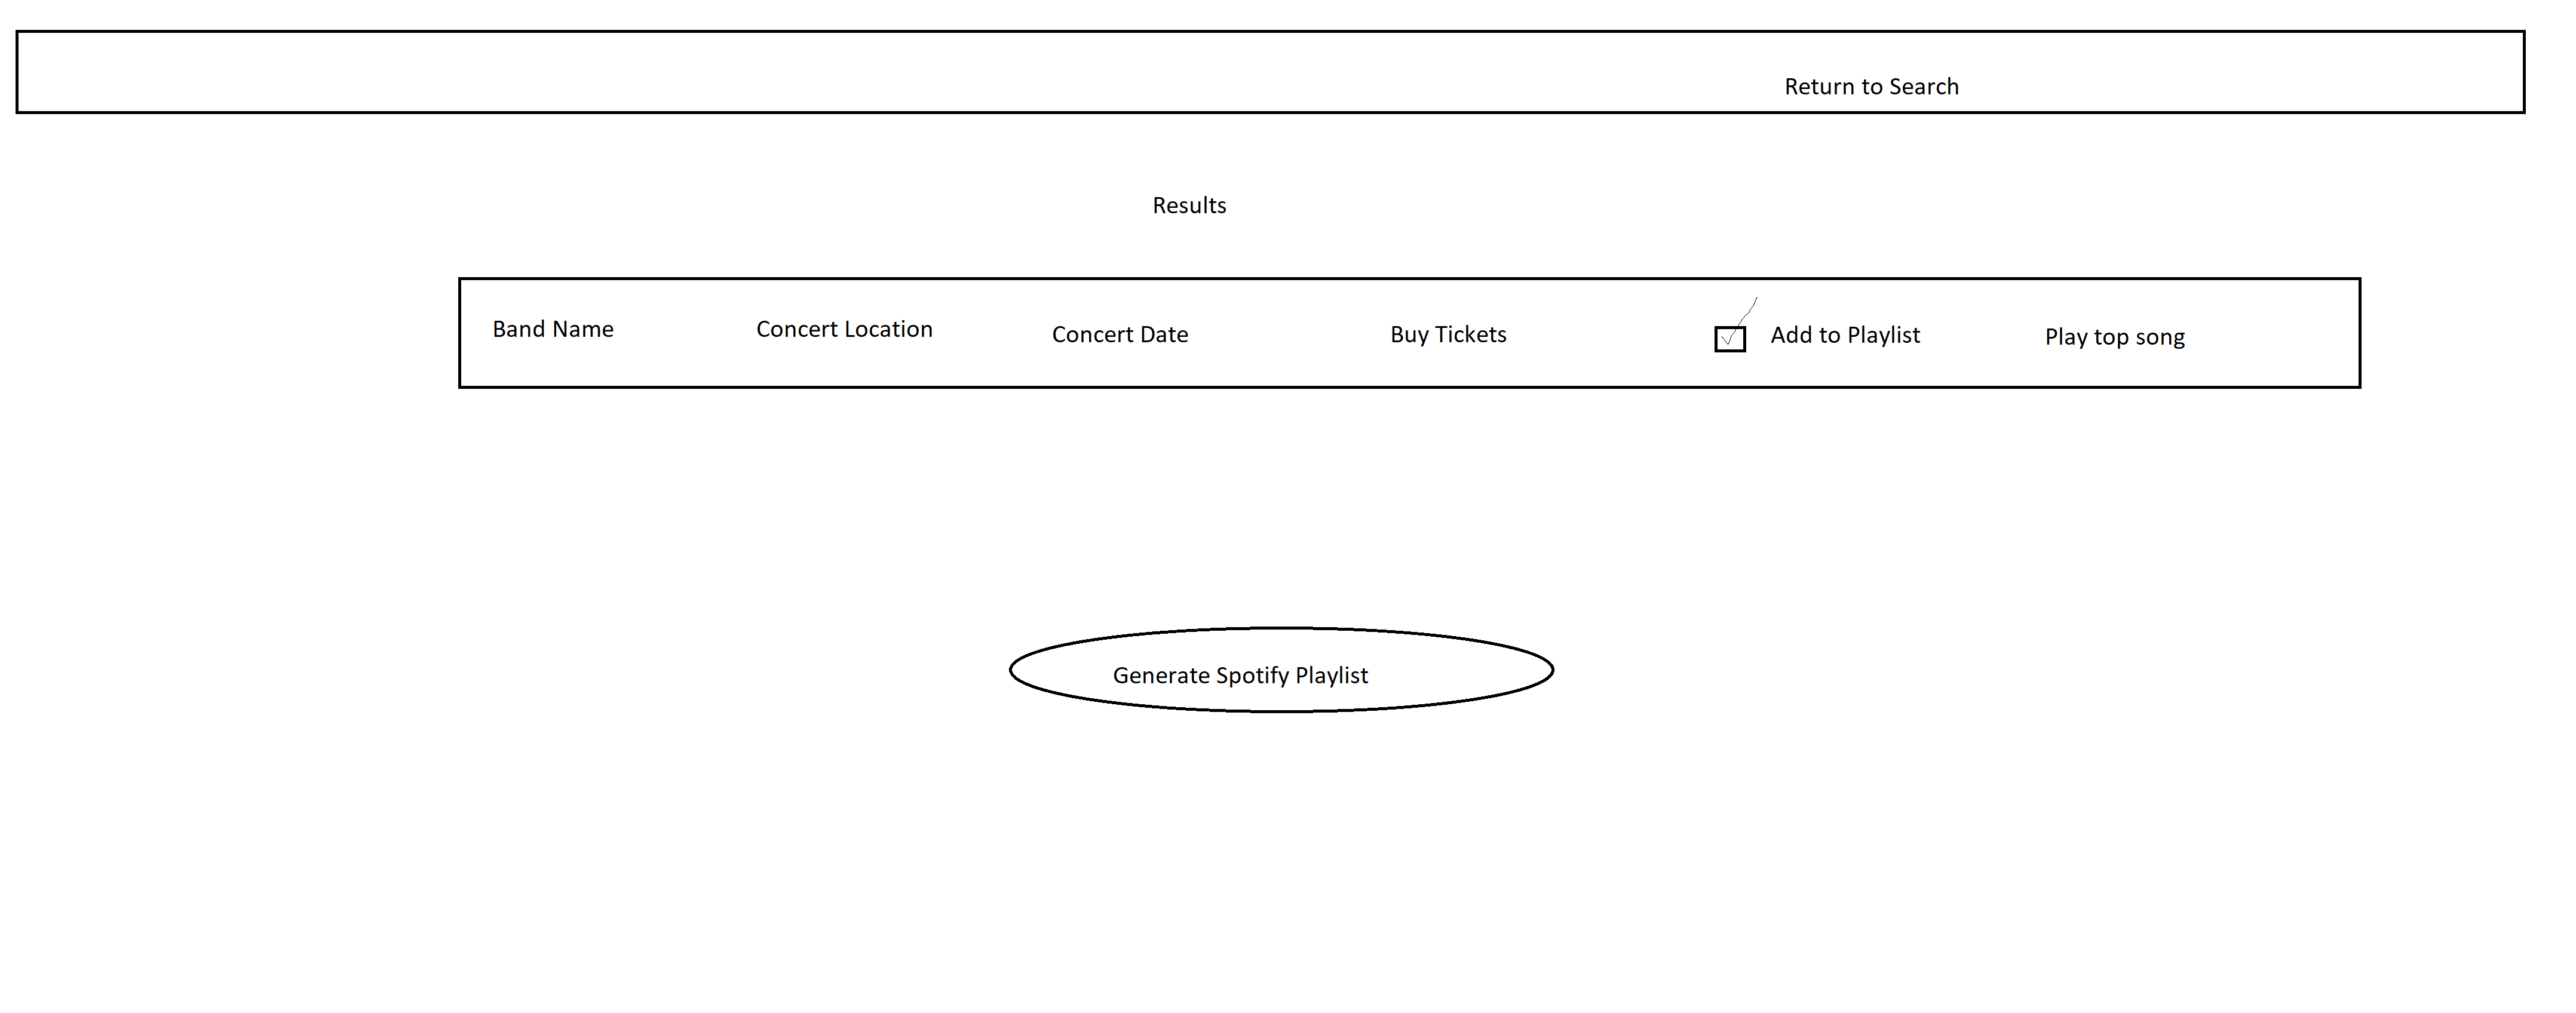 Return to Search
Results
Band Name Concert Location Concert Date Buy Tickets Add to Playlist Play top song
Generate Spotify Playlist